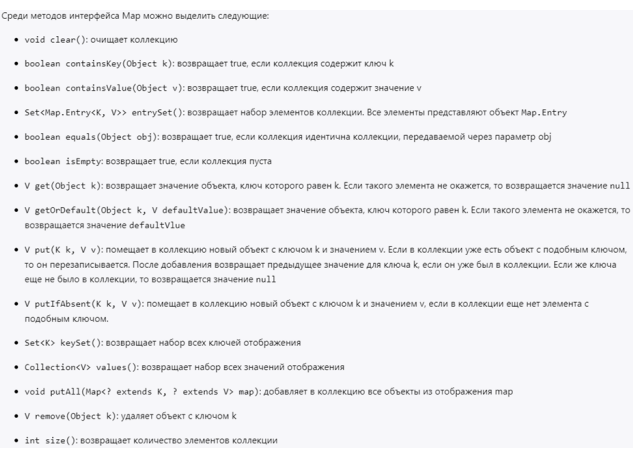 Среди методов интерфейса Map можно выделить следующие:
void clear(): очищает коллекцию
boolean containsKey(Object k): возвращает true, если коллекция содержит ключ k
boolean containsValue(Object v): возвращает true, если коллекция содержит значение v
Set<Map.Entry<K, V>> entrySet(): возвращает набор элементов коллекции. Все элементы представляют объект Map.Entry
boolean equals(Object obj): возвращает true, если коллекция идентична коллекции, передаваемой через параметр obj
boolean isEmpty: возвращает true, если коллекция пуста
V get(Object k): возвращает значение объекта, ключ которого равен k. Если такого элемента не окажется, то возвращается значение null
V getOrDefault(Object k, V defaultValue): возвращает значение объекта, ключ которого равен k. Если такого элемента не окажется, то
возвращается значение defaultVlue
V put(K k, V v): помещает в коллекцию новый объект с ключом k и значением v. Если в коллекции уже есть объект с подобным ключом,
то он перезаписывается. После добавления возвращает предыдущее значение для ключа k, если он уже был в коллекции. Если же ключа
еще не было в коллекции, то возвращается значение null
V putIfAbsent(K k, V v): помещает в коллекцию новый объект с ключом k и значением v, если в коллекции еще нет элемента с
подобным ключом.
Set<K> keySet(): возвращает набор всех ключей отображения
Collection<V> values(): возвращает набор всех значений отображения
void putAll(Map<? extends K, ? extends V> map): добавляет в коллекцию все объекты из отображения map
V remove(Object k): удаляет объект с ключом k
int size(): возвращает количество элементов коллекции